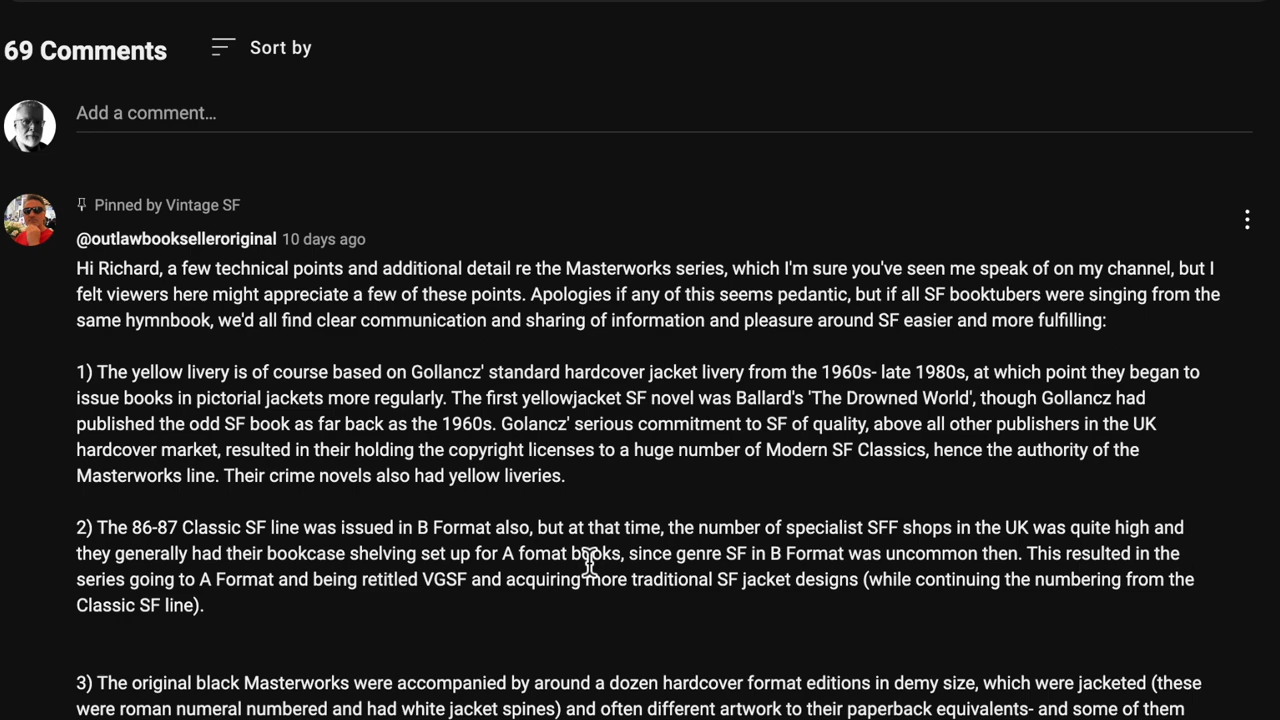 69 Comments
Sort by
Add a comment...
Pinned by Vintage SF
@outlawbookselleroriginal 10 days ago
Hi Richard, a few technical points and additional detail re the Masterworks series, which I'm sure you've seen me speak of on my channel, but I
felt viewers here might appreciate a few of these points. Apologies if any of this seems pedantic, but if all SF booktubers were singing from the
same hymnbook, we'd all find clear communication and sharing of information and pleasure around SF easier and more fulfilling:
1) The yellow livery is of course based on Gollancz' standard hardcover jacket livery from the 1960s- late 1980s, at which point they began to
issue books in pictorial jackets more regularly. The first yellowjacket SF novel was Ballard's 'The Drowned World', though Gollancz had
published the odd SF book as far back as the 1960s. Golancz' serious commitment to SF of quality, above all other publishers in the UK
hardcover market, resulted in their holding the copyright licenses to a huge number of Modern SF Classics, hence the authority of the
Masterworks line. Their crime novels also had yellow liveries.
2) The 86-87 Classic SF line was issued in B Format also, but at that time, the number of specialist SFF shops in the UK was quite high and
they generally had their bookcase shelving set up for A fomat books, since genre SF in B Format was uncommon then. This resulted in the
series going to A Format and being retitled VGSF and acquiring more traditional SF jacket designs (while continuing the numbering from the
Classic SF line).
3) The original black Masterworks were accompanied by around a dozen hardcover format editions in demy size, which were jacketed (these
were roman numeral numbered and had white jacket spines) and often different artwork to their paperback equivalents- and some of them